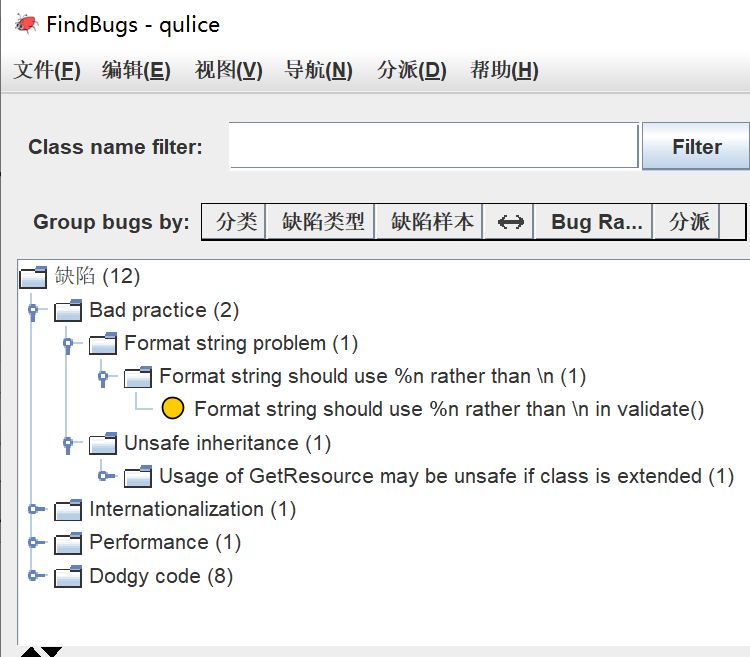 FindBugs - qulice
文件(F) 编辑(E) 视图(V) 导航(N) 分派(D) 帮助(H)
Class name filter: Filter
Group bugs by: 分类 缺陷类型 缺陷样本 ↔ Bug Ra... 分派
缺陷 (12)
Bad practice (2)
Format string problem (1)
Format string should use %n rather than \n (1)
Format string should use %n rather than \n in validate()
Unsafe inheritance (1)
Usage of GetResource may be unsafe if class is extended (1)
Internationalization (1)
Performance (1)
Dodgy code (8)